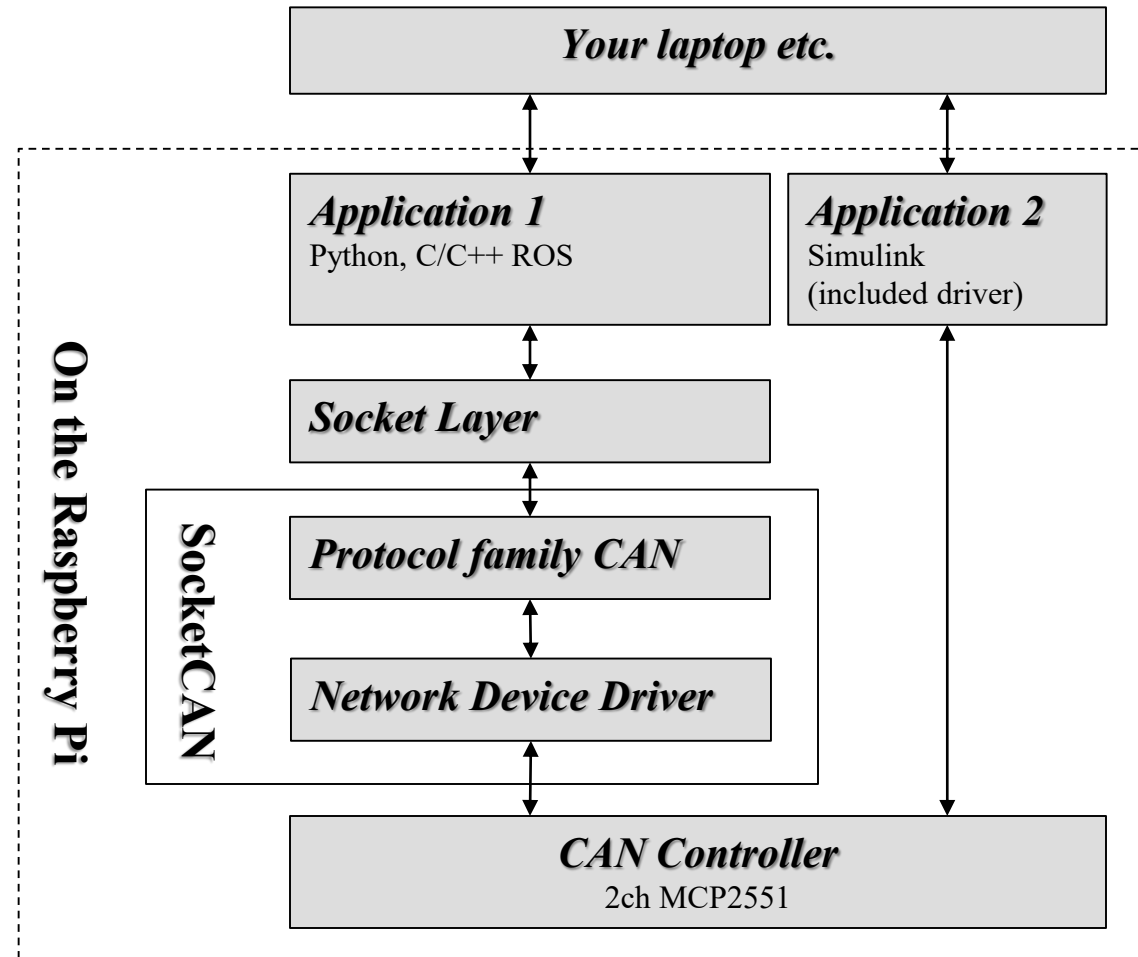 Your laptop etc.
Application 1
Python, C/C++ ROS
Application 2
Simulink
(included driver)
On the Raspberry Pi
Socket Layer
SocketCAN
Protocol family CAN
Network Device Driver
CAN Controller
2ch MCP2551